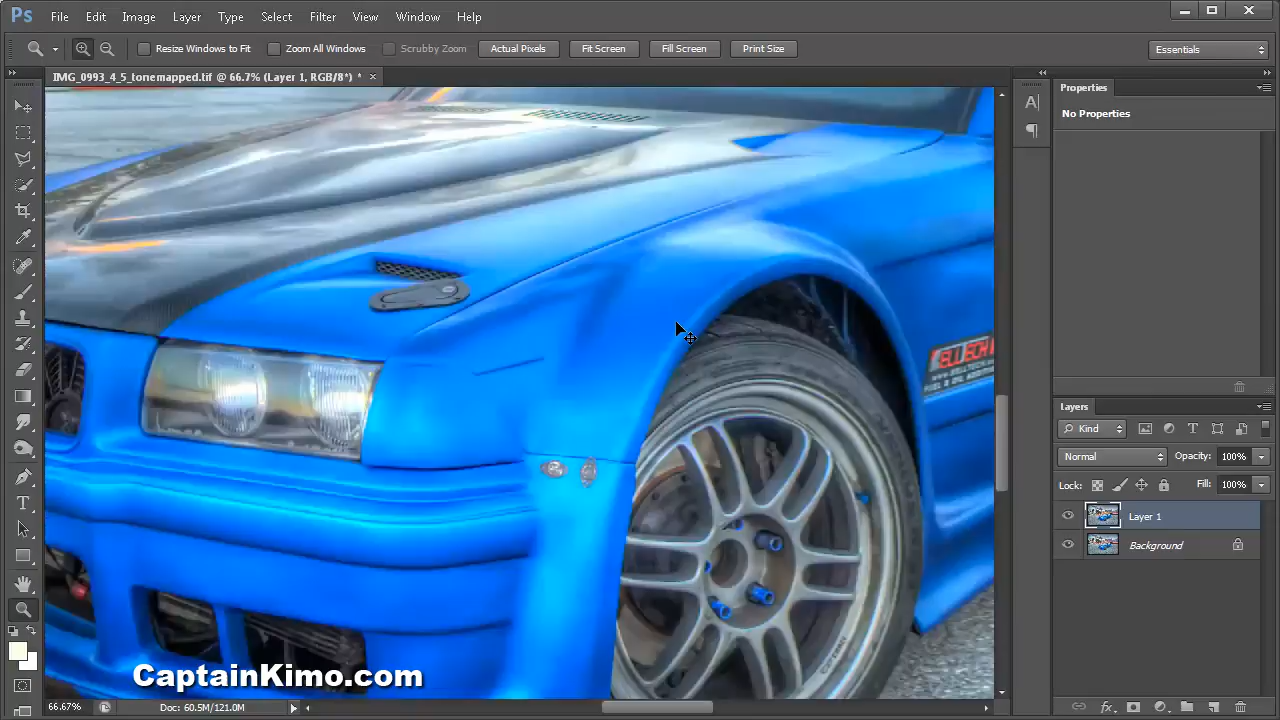 Ps File Edit Image Layer Type Select Filter View Window Help
Resize Windows to Fit Zoom All Windows Scrubby Zoom Actual Pixels Fit Screen Fill Screen Print Size Essentials
IMG_0993_4_5_tonemapped.tif @ 66.7% (Layer 1, RGB/8*) *
Properties
No Properties
Layers
Kind
Normal Opacity: 100%
Lock: Fill: 100%
Layer 1
Background
CaptainKimo.com
66.67% Doc: 60.5M/121.0M